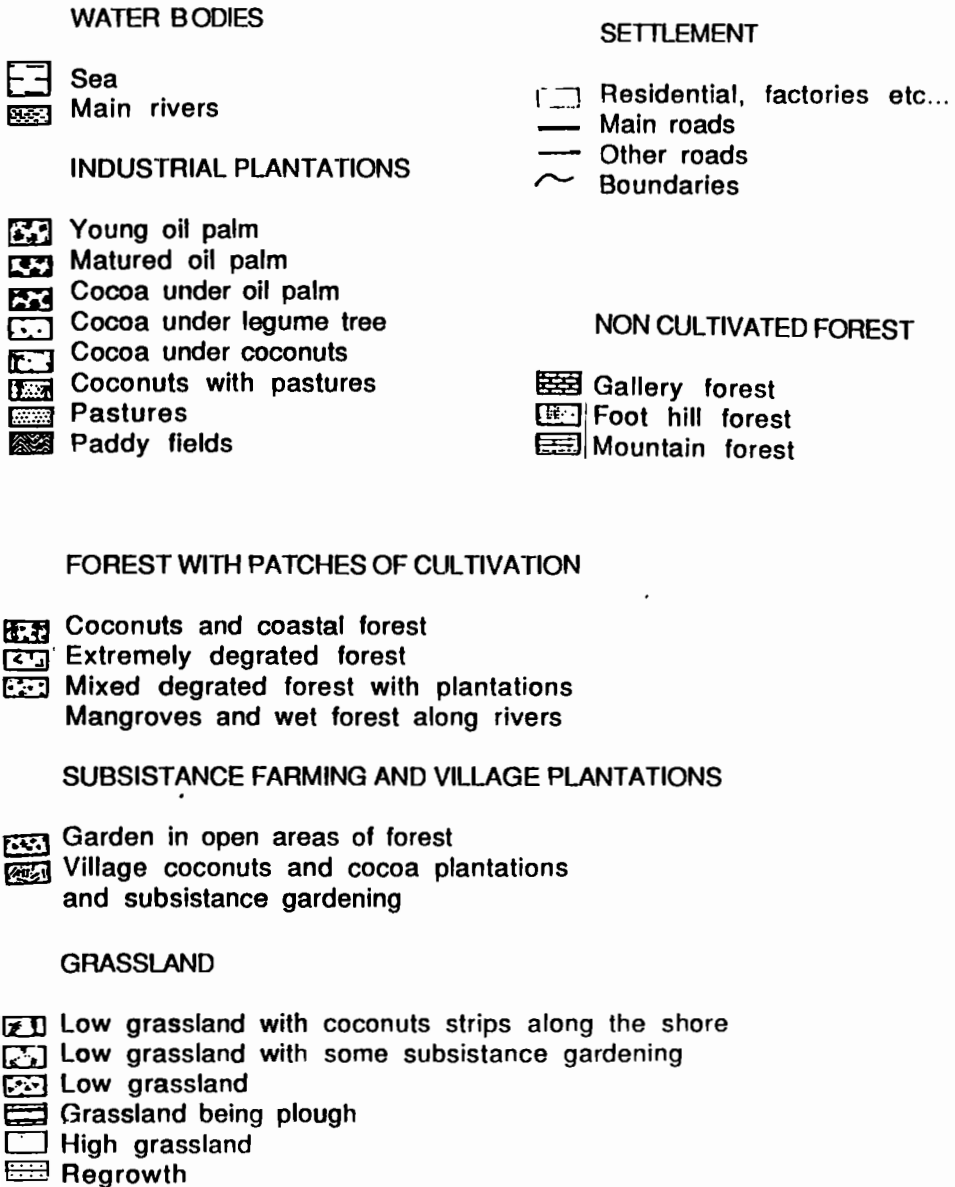 WATER BODIES
Sea
Main rivers
INDUSTRIAL PLANTATIONS
Young oil palm
Matured oil palm
Cocoa under oil palm
Cocoa under legume tree
Cocoa under coconuts
Coconuts with pastures
Pastures
Paddy fields
SETTLEMENT
Residential, factories etc...
Main roads
Other roads
Boundaries
NON CULTIVATED FOREST
Gallery forest
Foot hill forest
Mountain forest
FOREST WITH PATCHES OF CULTIVATION
Coconuts and coastal forest
Extremely degrated forest
Mixed degrated forest with plantations
Mangroves and wet forest along rivers
SUBSISTANCE FARMING AND VILLAGE PLANTATIONS
Garden in open areas of forest
Village coconuts and cocoa plantations
and subsistance gardening
GRASSLAND
Low grassland with coconuts strips along the shore
Low grassland with some subsistance gardening
Low grassland
Grassland being plough
High grassland
Regrowth